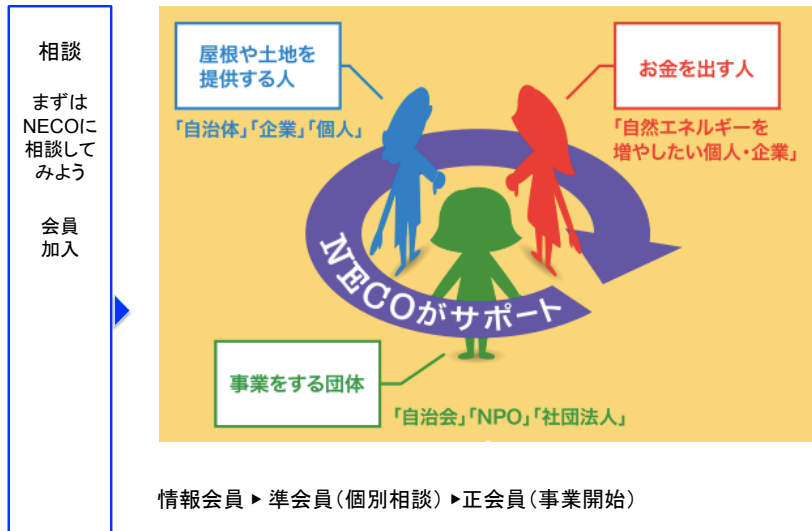 相談
まずは
NECOに
相談して
みよう
会員
加入
屋根や土地を
提供する人
「自治体」「企業」「個人」
お金を出す人
「自然エネルギーを
増やしたい個人・企業」
NECOがサポート
事業をする団体
「自治会」「NPO」「社団法人」
情報会員 ▶ 準会員(個別相談) ▶正会員(事業開始)